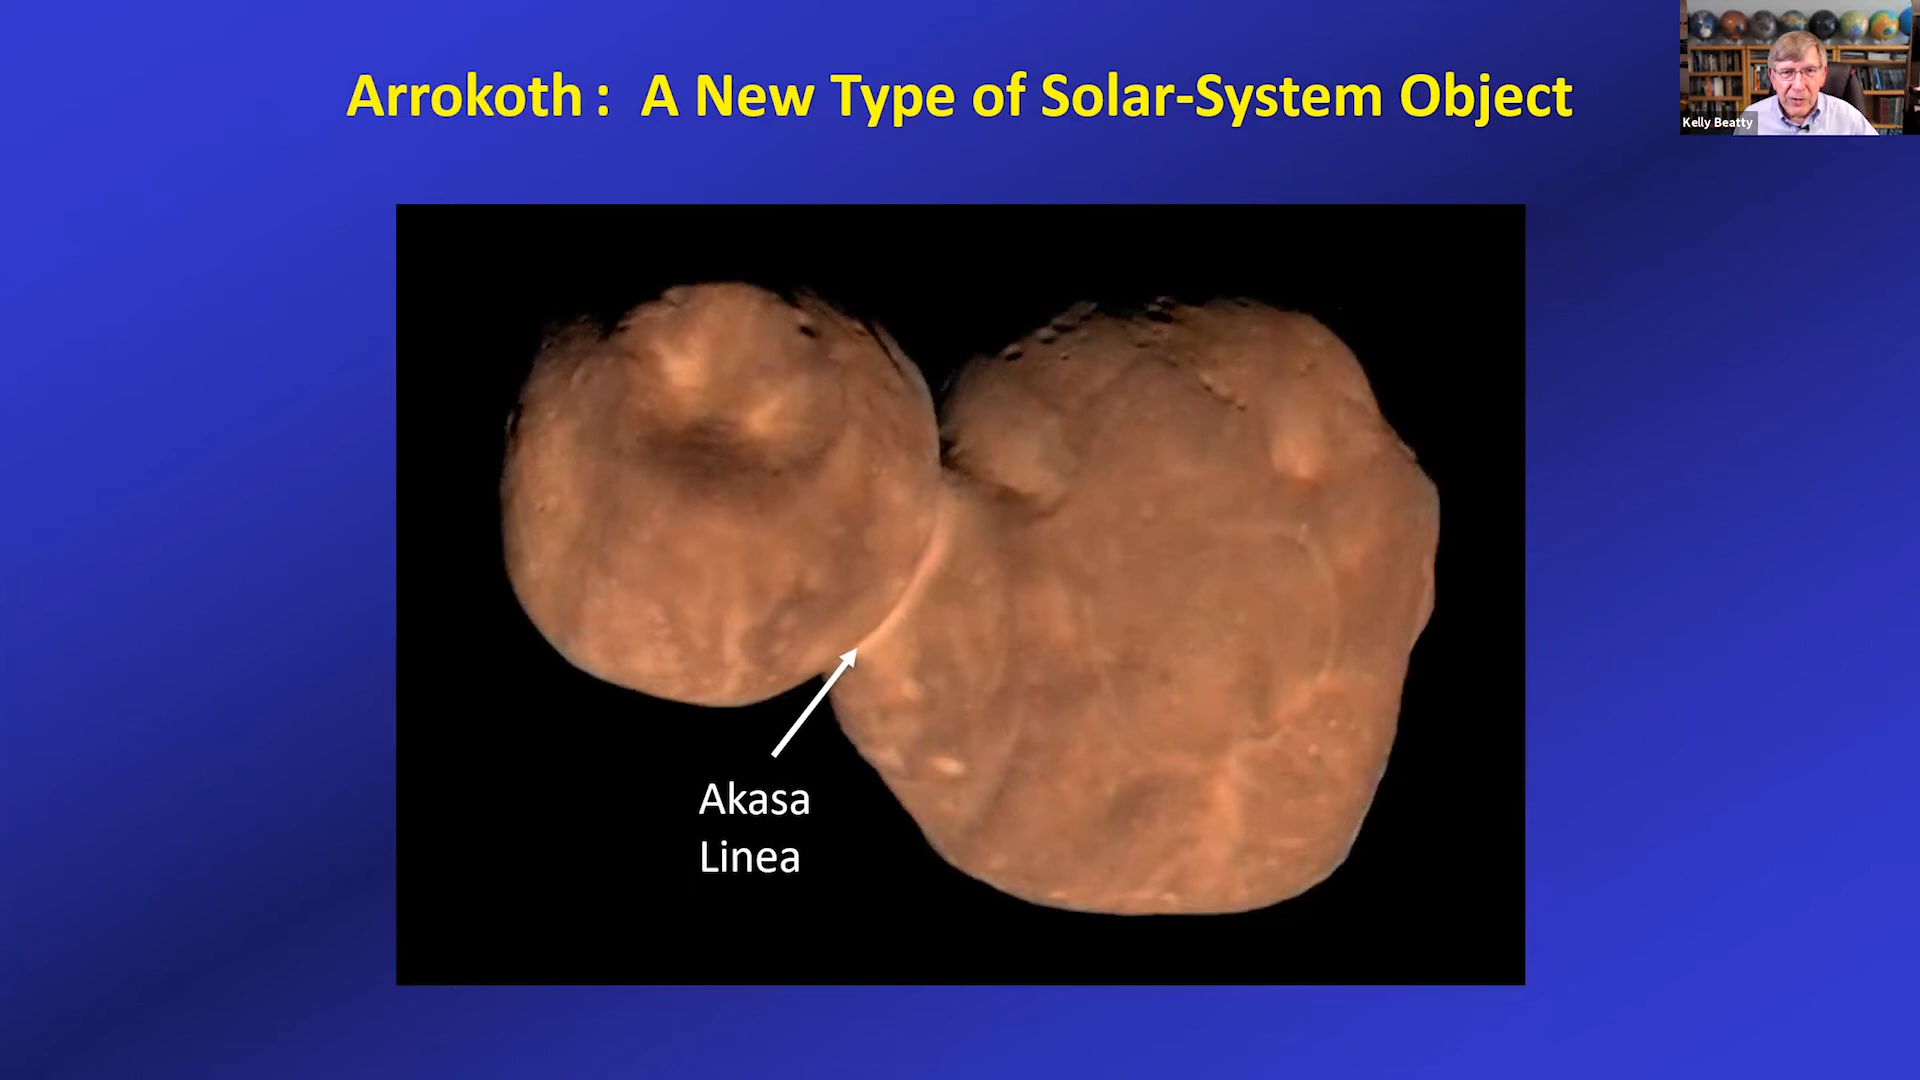 Arrokoth : A New Type of Solar-System Object
Kelly Beatty
Akasa
Linea